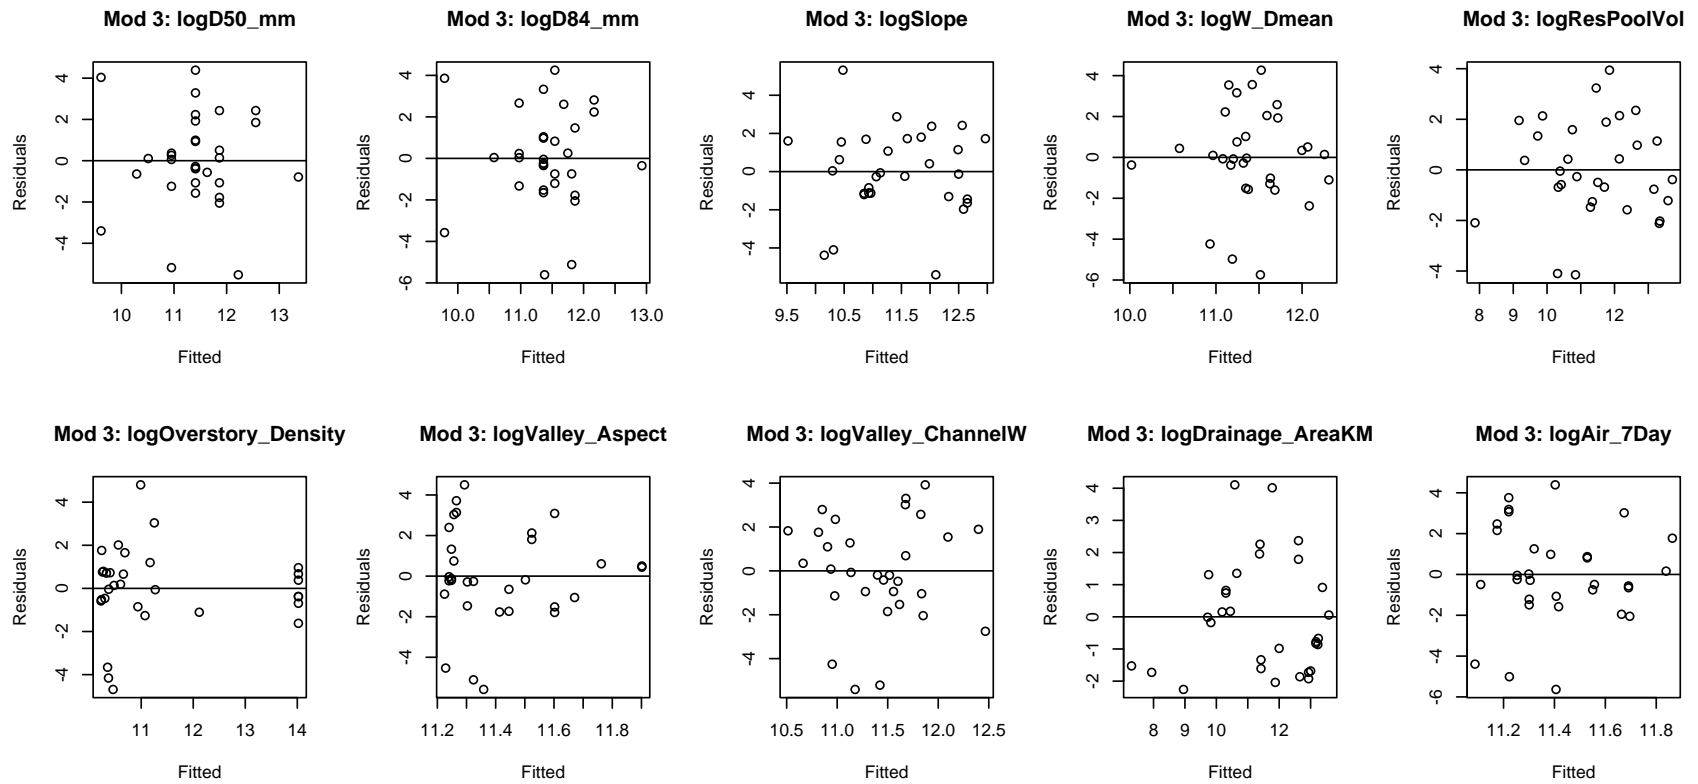 Mod 3: logD50_mm
Residuals
4
2
0
-2
-4
10 11 12 13
Fitted
Mod 3: logD84_mm
Residuals
4
2
0
-2
-4
-6
10.0 11.0 12.0 13.0
Fitted
Mod 3: logSlope
Residuals
4
2
0
-2
-4
9.5 10.5 11.5 12.5
Fitted
Mod 3: logW_Dmean
Residuals
4
2
0
-2
-4
-6
10.0 11.0 12.0
Fitted
Mod 3: logResPoolVol
Residuals
4
2
0
-2
-4
8 9 10 12
Fitted
Mod 3: logOverstory_Density
Residuals
4
2
0
-2
-4
11 12 13 14
Fitted
Mod 3: logValley_Aspect
Residuals
4
2
0
-2
-4
11.2 11.4 11.6 11.8
Fitted
Mod 3: logValley_ChannelW
Residuals
4
2
0
-2
-4
10.5 11.0 11.5 12.0 12.5
Fitted
Mod 3: logDrainage_AreaKM
Residuals
4
3
2
1
0
-1
-2
8 9 10 12
Fitted
Mod 3: logAir_7Day
Residuals
4
2
0
-2
-4
-6
11.2 11.4 11.6 11.8
Fitted